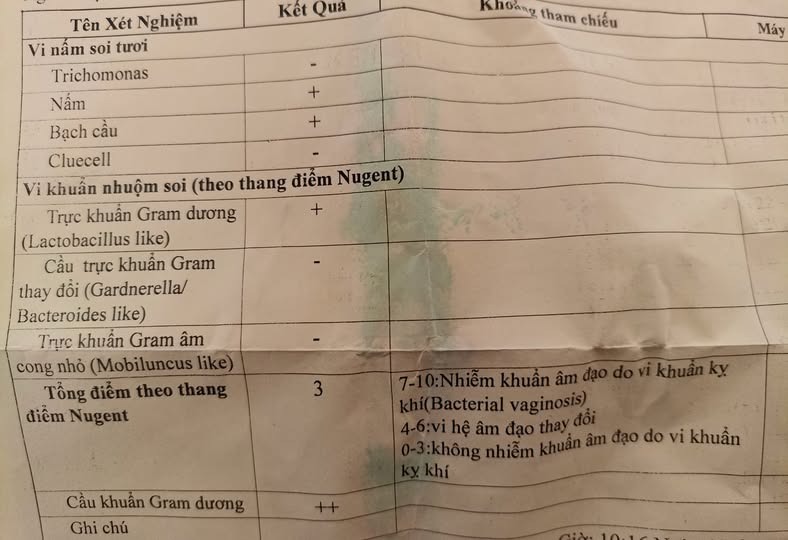 Tên Xét Nghiệm Kết Quả Khoảng tham chiếu Máy
Vi nấm soi tươi
Trichomonas -
Nấm +
Bạch cầu +
Cluecell -
Vi khuẩn nhuộm soi (theo thang điểm Nugent)
Trực khuẩn Gram dương +
(Lactobacillus like)
Cầu trực khuẩn Gram -
thay đổi (Gardnerella/
Bacteroides like)
Trực khuẩn Gram âm -
cong nhỏ (Mobiluncus like)
Tổng điểm theo thang 3
điểm Nugent
7-10:Nhiễm khuẩn âm đạo do vi khuẩn kỵ
khí(Bacterial vaginosis)
4-6:vi hệ âm đạo thay đổi
0-3:không nhiễm khuẩn âm đạo do vi khuẩn
kỵ khí
Cầu khuẩn Gram dương ++
Ghi chú